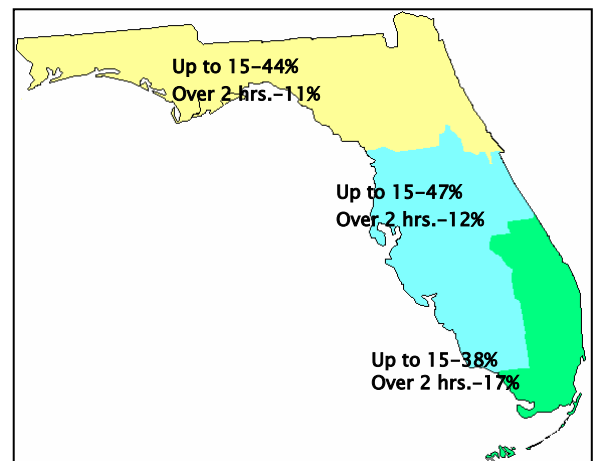 Up to 15-44%
Over 2 hrs.-11%
Up to 15-47%
Over 2 hrs.-12%
Up to 15-38%
Over 2 hrs.-17%